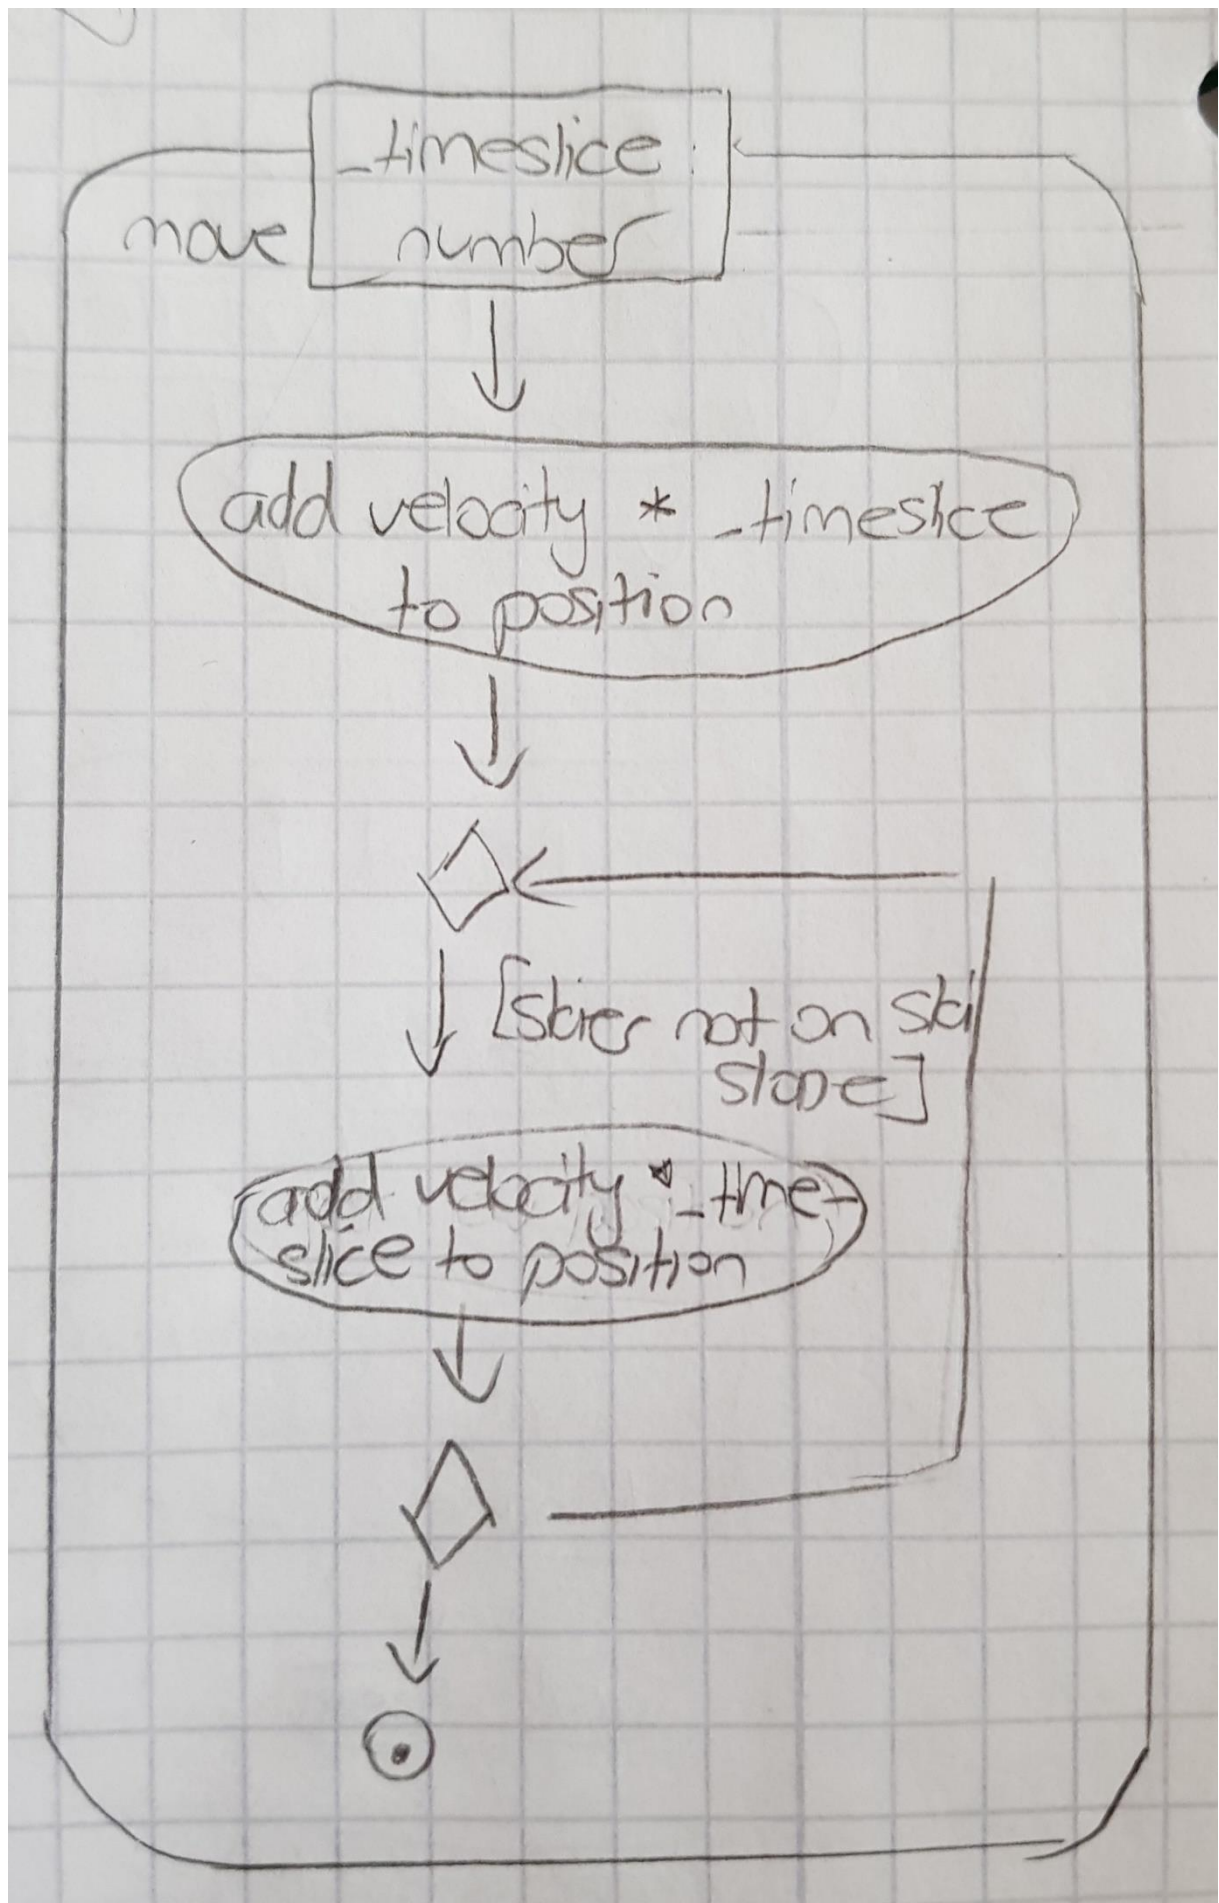 _timeslice :
move number
add velocity * _timeslice
to position
[skier not on ski
slope]
add velocity * _time-
slice to position